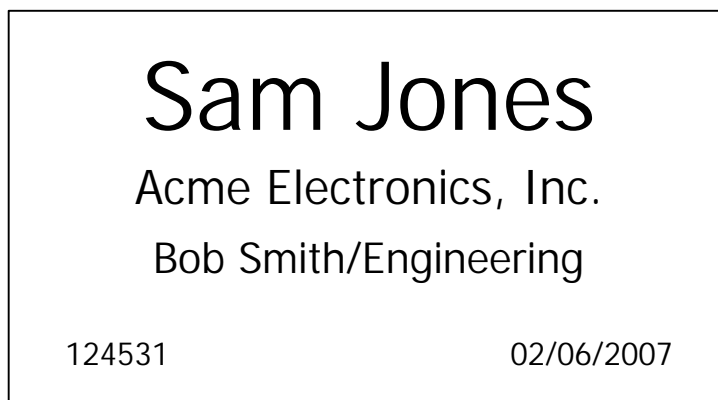 Sam Jones
Acme Electronics, Inc.
Bob Smith/Engineering
124531 02/06/2007